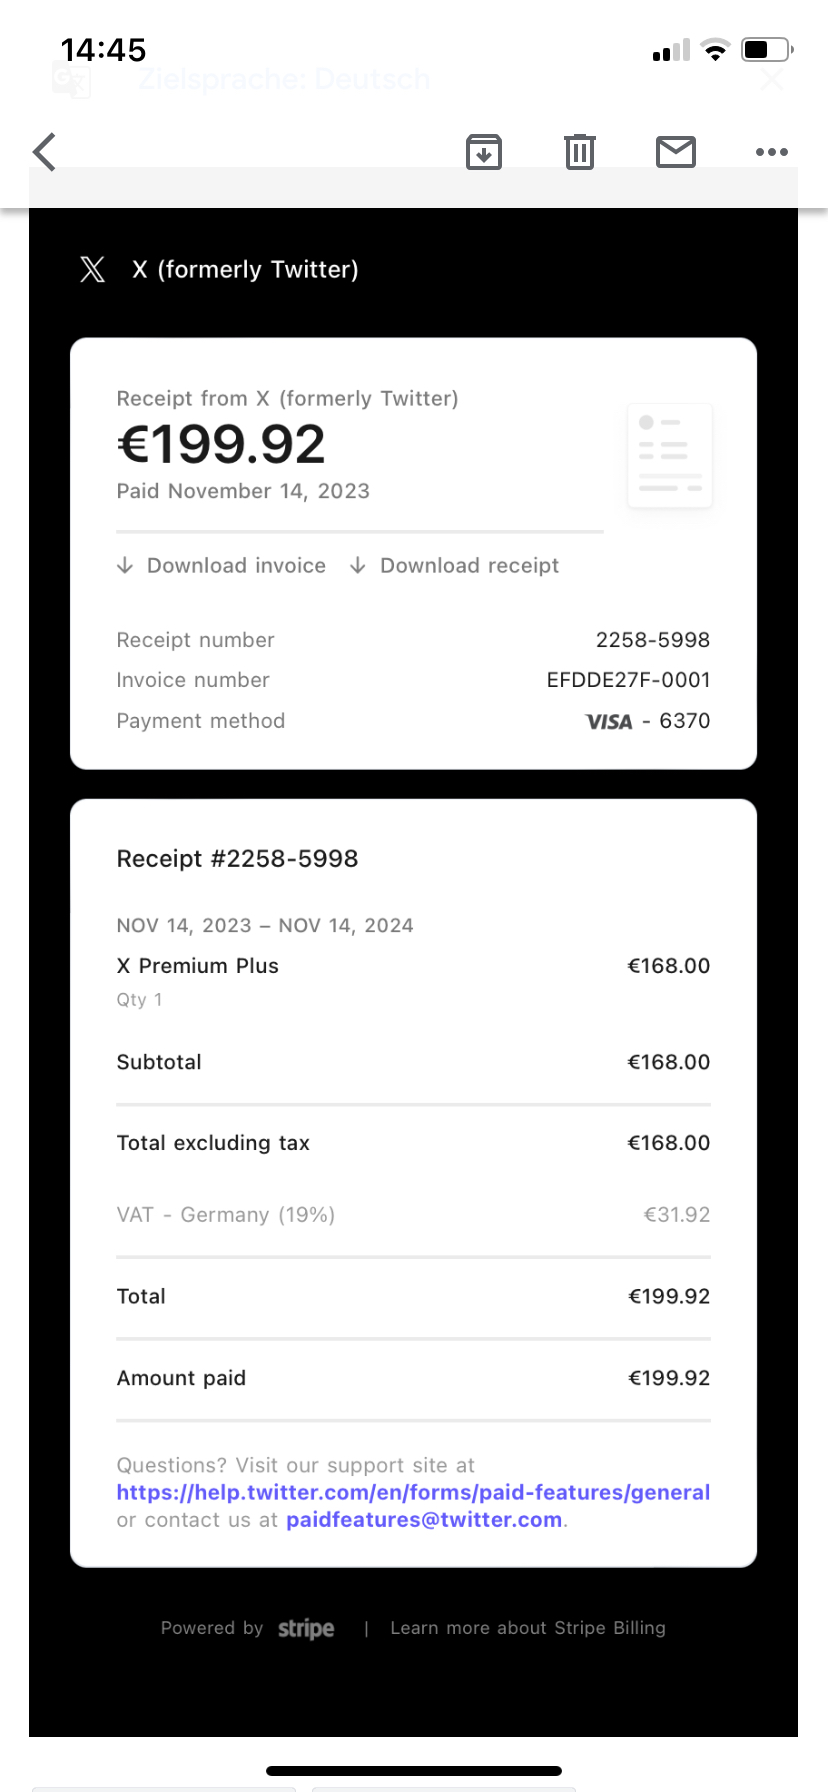 14:45
Zielsprache: Deutsch
X (formerly Twitter)
Receipt from X (formerly Twitter)
€199.92
Paid November 14, 2023
Download invoice
Download receipt
Receipt number 2258-5998
Invoice number EFDDE27F-0001
Payment method VISA - 6370
Receipt #2258-5998
NOV 14, 2023 – NOV 14, 2024
X Premium Plus €168.00
Qty 1
Subtotal €168.00
Total excluding tax €168.00
VAT - Germany (19%) €31.92
Total €199.92
Amount paid €199.92
Questions? Visit our support site at
https://help.twitter.com/en/forms/paid-features/general
or contact us at paidfeatures@twitter.com.
Powered by stripe | Learn more about Stripe Billing